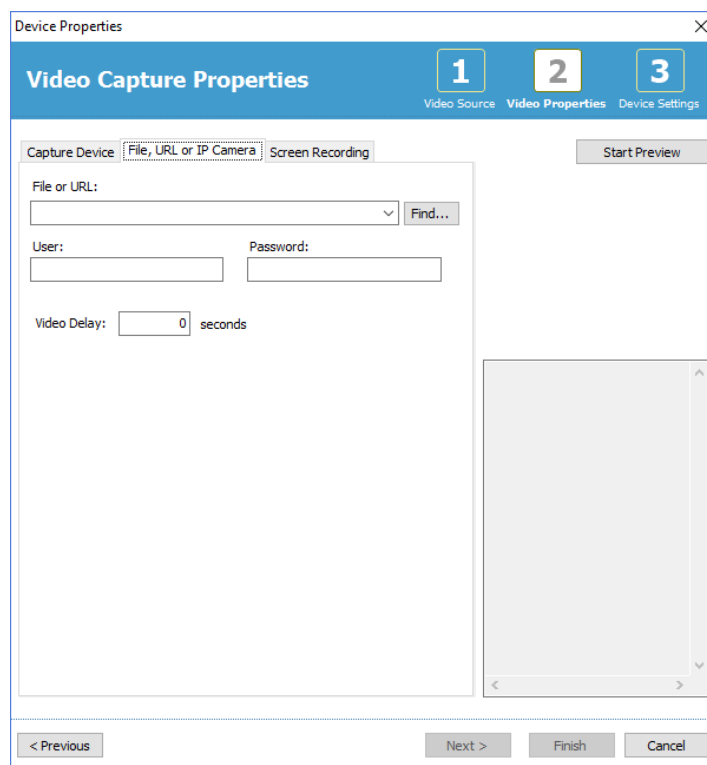 Device Properties
Video Capture Properties
1
Video Source
2
Video Properties
3
Device Settings
Capture Device
File, URL or IP Camera
Screen Recording
Start Preview
File or URL:
Find...
User:
Password:
Video Delay:
0
seconds
< Previous
Next >
Finish
Cancel